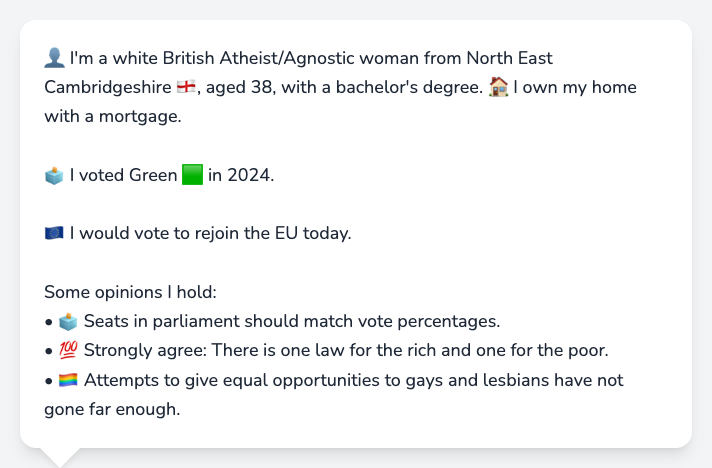 👤 I'm a white British Atheist/Agnostic woman from North East
Cambridgeshire 🏴󠁧󠁢󠁥󠁮󠁧󠁿, aged 38, with a bachelor's degree. 🏠 I own my home
with a mortgage.
🗳️ I voted Green 🟩 in 2024.
🇪🇺 I would vote to rejoin the EU today.
Some opinions I hold:
• 🗳️ Seats in parliament should match vote percentages.
• 💯 Strongly agree: There is one law for the rich and one for the poor.
• 🏳️‍🌈 Attempts to give equal opportunities to gays and lesbians have not
gone far enough.